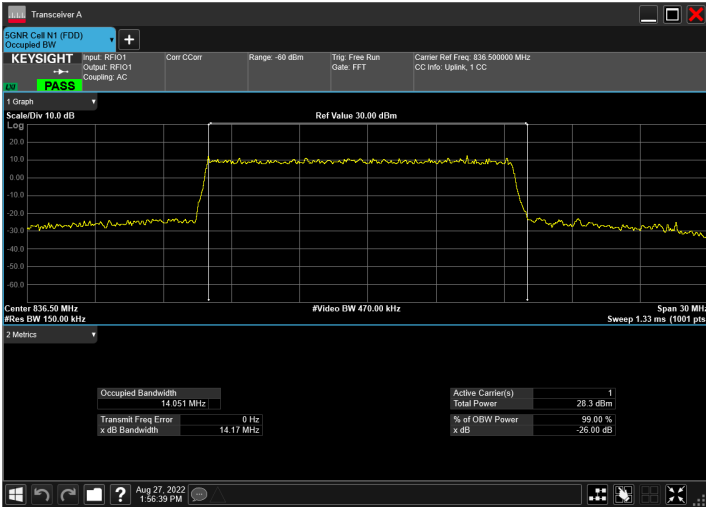 Transceiver A
5GNR Cell N1 (FDD)
Occupied BW
+
KEYSIGHT
LXI
PASS
Input: RFIO1
Output: RFIO1
Coupling: AC
Corr CCorr
Range: -60 dBm
Trig: Free Run
Gate: FFT
Carrier Ref Freq: 836.500000 MHz
CC Info: Uplink, 1 CC
1 Graph
Scale/Div 10.0 dB
Ref Value 30.00 dBm
Log
20.0
10.0
0.00
-10.0
-20.0
-30.0
-40.0
-50.0
-60.0
Center 836.50 MHz
#Video BW 470.00 kHz
Span 30 MHz
#Res BW 150.00 kHz
Sweep 1.33 ms (1001 pts)
2 Metrics
Occupied Bandwidth
14.051 MHz
Transmit Freq Error 0 Hz
x dB Bandwidth 14.17 MHz
Active Carrier(s) 1
Total Power 28.3 dBm
% of OBW Power 99.00 %
x dB -26.00 dB
?
Aug 27, 2022
1:56:39 PM